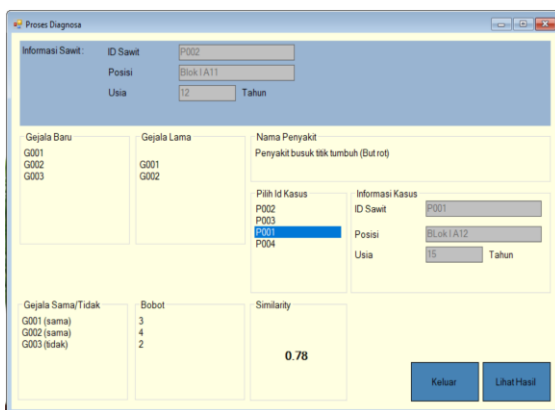 Proses Diagnosa
Informasi Sawit :
ID Sawit P002
Posisi Blok I A11
Usia 12 Tahun
Gejala Baru
G001
G002
G003
Gejala Lama
G001
G002
Nama Penyakit
Penyakit busuk titik tumbuh (But rot)
Pilih Id Kasus
P002
P003
P001
P004
Informasi Kasus
ID Sawit P001
Posisi BLok I A12
Usia 15 Tahun
Gejala Sama/Tidak
G001 (sama)
G002 (sama)
G003 (tidak)
Bobot
3
4
2
Similarity
0.78
Keluar
Lihat Hasil